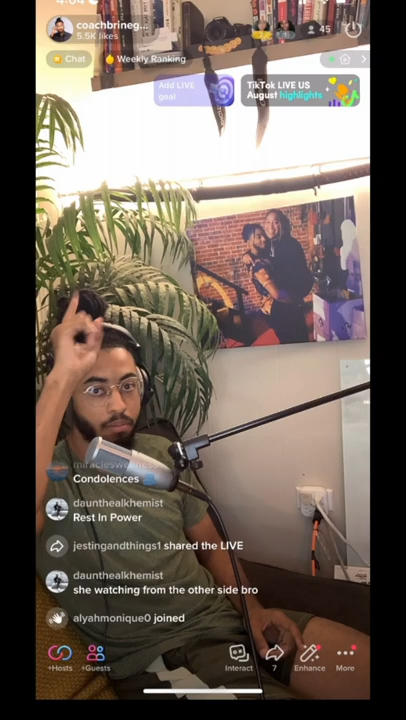 coachbrineg...
5.5K likes
45
Chat
Weekly Ranking
Add LIVE
goal
TikTok LIVE US
August highlights
Condolences
daunthealkhemist
Rest In Power
jestingandthings1 shared the LIVE
daunthealkhemist
she watching from the other side bro
alyahmonique0 joined
+Hosts
+Guests
Interact
7
Enhance
More